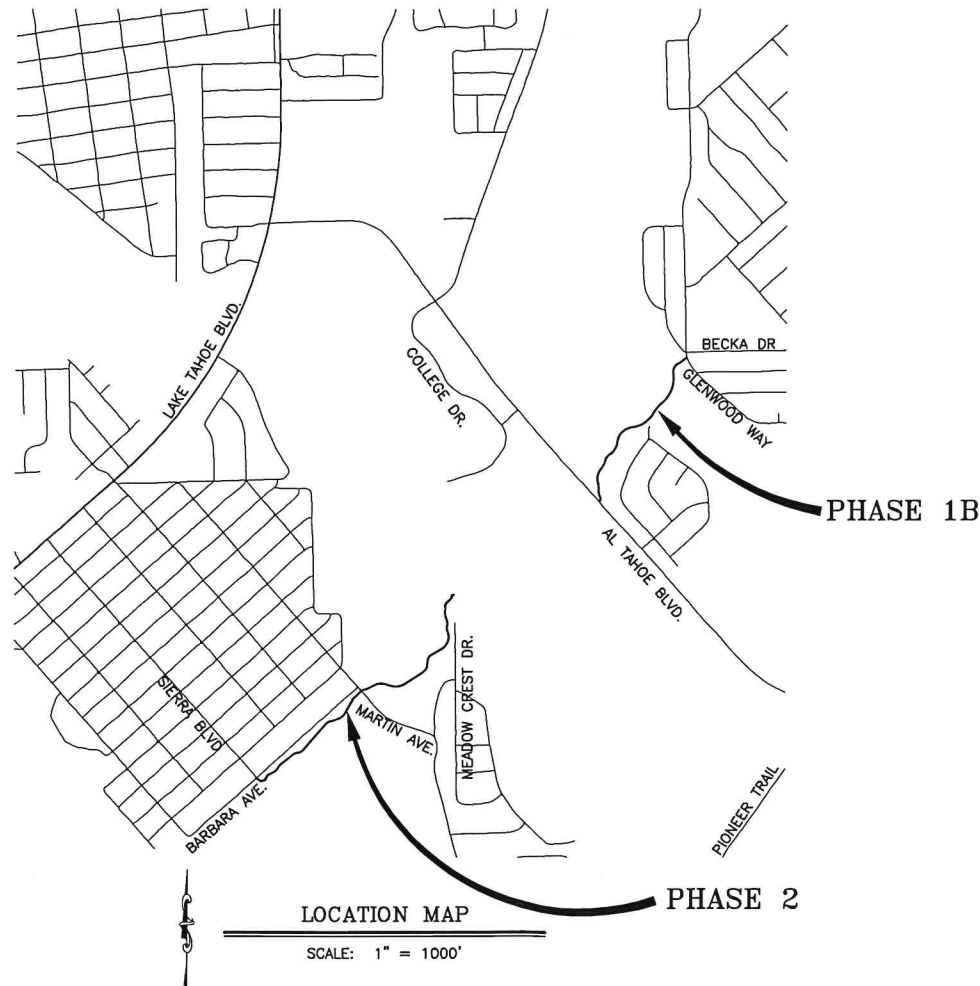 LAKE TAHOE BLVD.
COLLEGE DR.
BECKA DR
GLENWOOD WAY
PHASE 1B
AL TAHOE BLVD.
SIERRA BLVD
MARTIN AVE.
MEADOW CREST DR.
BARBARA AVE.
PIONEER TRAIL
PHASE 2
LOCATION MAP
SCALE: 1" = 1000'